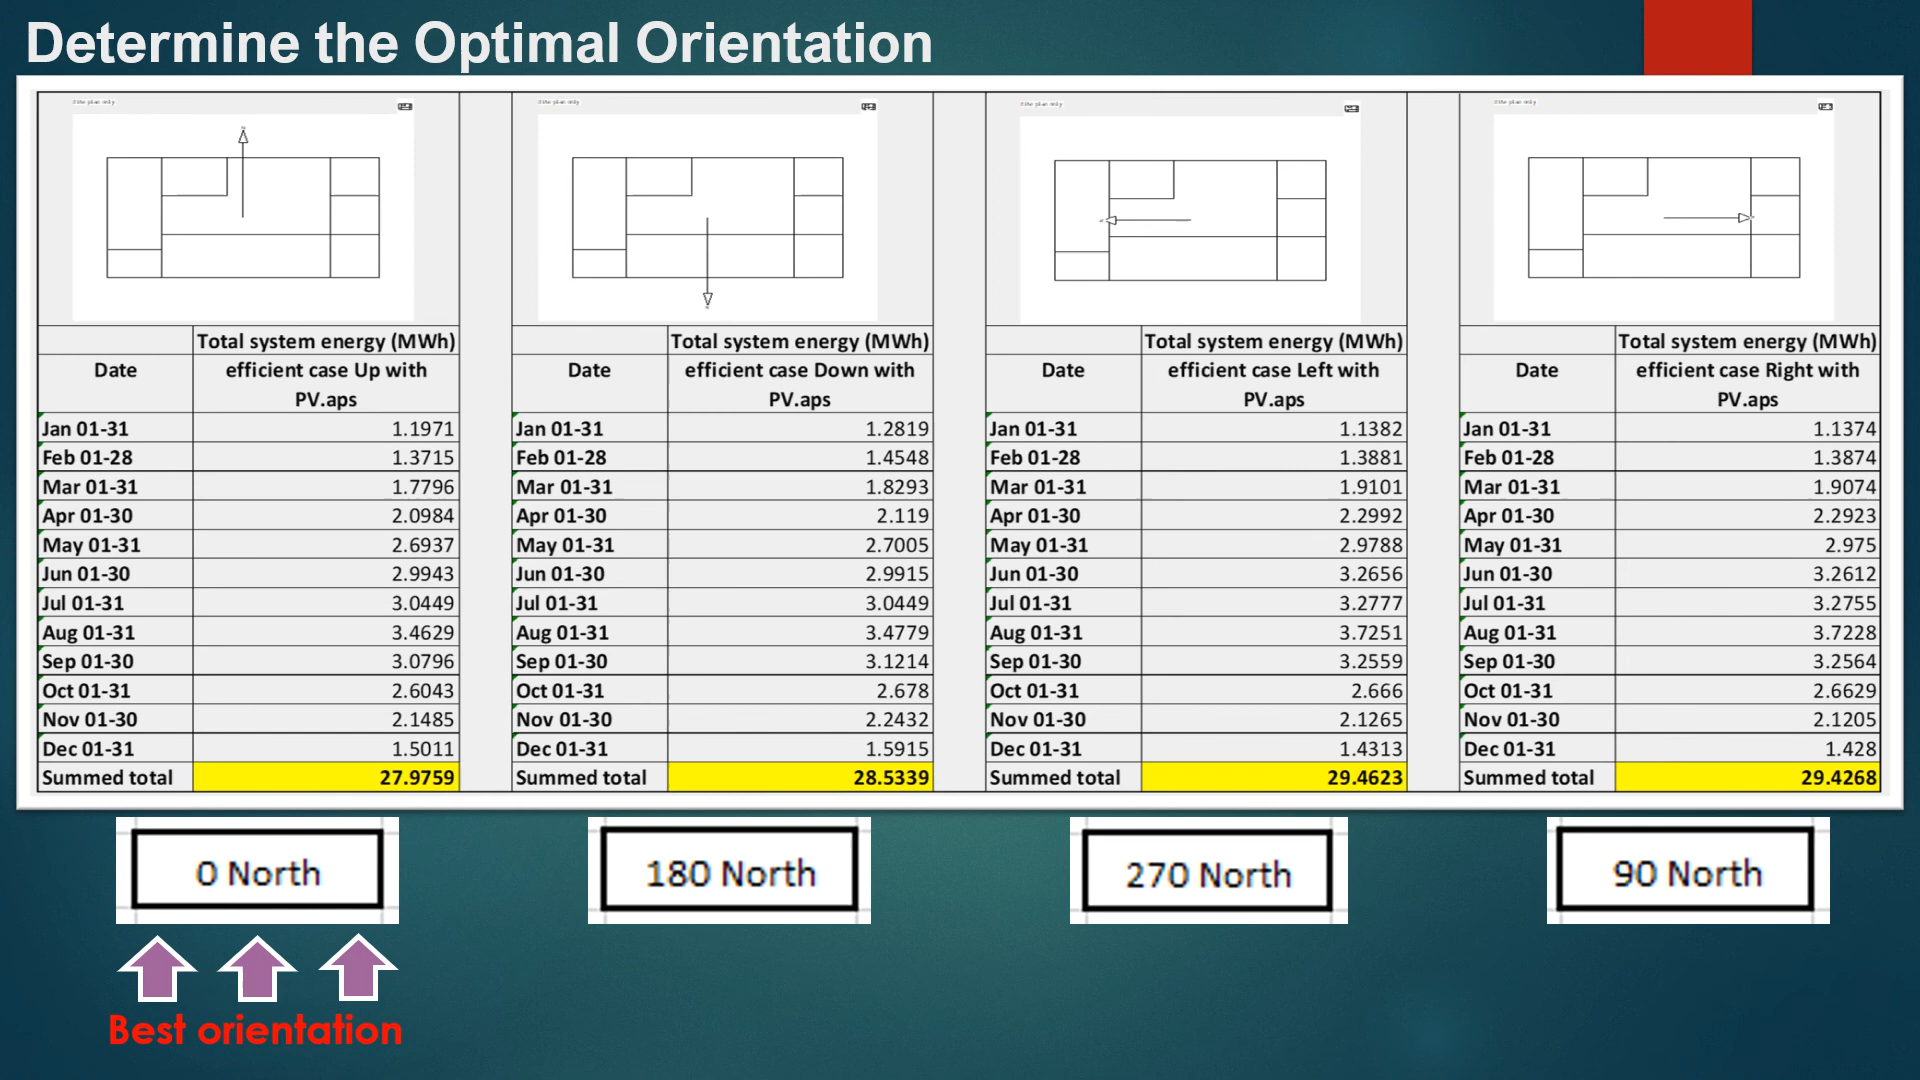 Determine the Optimal Orientation
Site plan only
Site plan only
Site plan only
Site plan only
Total system energy (MWh) Total system energy (MWh) Total system energy (MWh) Total system energy (MWh)
Date efficient case Up with Date efficient case Down with Date efficient case Left with Date efficient case Right with
PV.aps PV.aps PV.aps PV.aps
Jan 01-31 1.1971 Jan 01-31 1.2819 Jan 01-31 1.1382 Jan 01-31 1.1374
Feb 01-28 1.3715 Feb 01-28 1.4548 Feb 01-28 1.3881 Feb 01-28 1.3874
Mar 01-31 1.7796 Mar 01-31 1.8293 Mar 01-31 1.9101 Mar 01-31 1.9074
Apr 01-30 2.0984 Apr 01-30 2.119 Apr 01-30 2.2992 Apr 01-30 2.2923
May 01-31 2.6937 May 01-31 2.7005 May 01-31 2.9788 May 01-31 2.975
Jun 01-30 2.9943 Jun 01-30 2.9915 Jun 01-30 3.2656 Jun 01-30 3.2612
Jul 01-31 3.0449 Jul 01-31 3.0449 Jul 01-31 3.2777 Jul 01-31 3.2755
Aug 01-31 3.4629 Aug 01-31 3.4779 Aug 01-31 3.7251 Aug 01-31 3.7228
Sep 01-30 3.0796 Sep 01-30 3.1214 Sep 01-30 3.2559 Sep 01-30 3.2564
Oct 01-31 2.6043 Oct 01-31 2.678 Oct 01-31 2.666 Oct 01-31 2.6629
Nov 01-30 2.1485 Nov 01-30 2.2432 Nov 01-30 2.1265 Nov 01-30 2.1205
Dec 01-31 1.5011 Dec 01-31 1.5915 Dec 01-31 1.4313 Dec 01-31 1.428
Summed total 27.9759 Summed total 28.5339 Summed total 29.4623 Summed total 29.4268
0 North 180 North 270 North 90 North
Best orientation